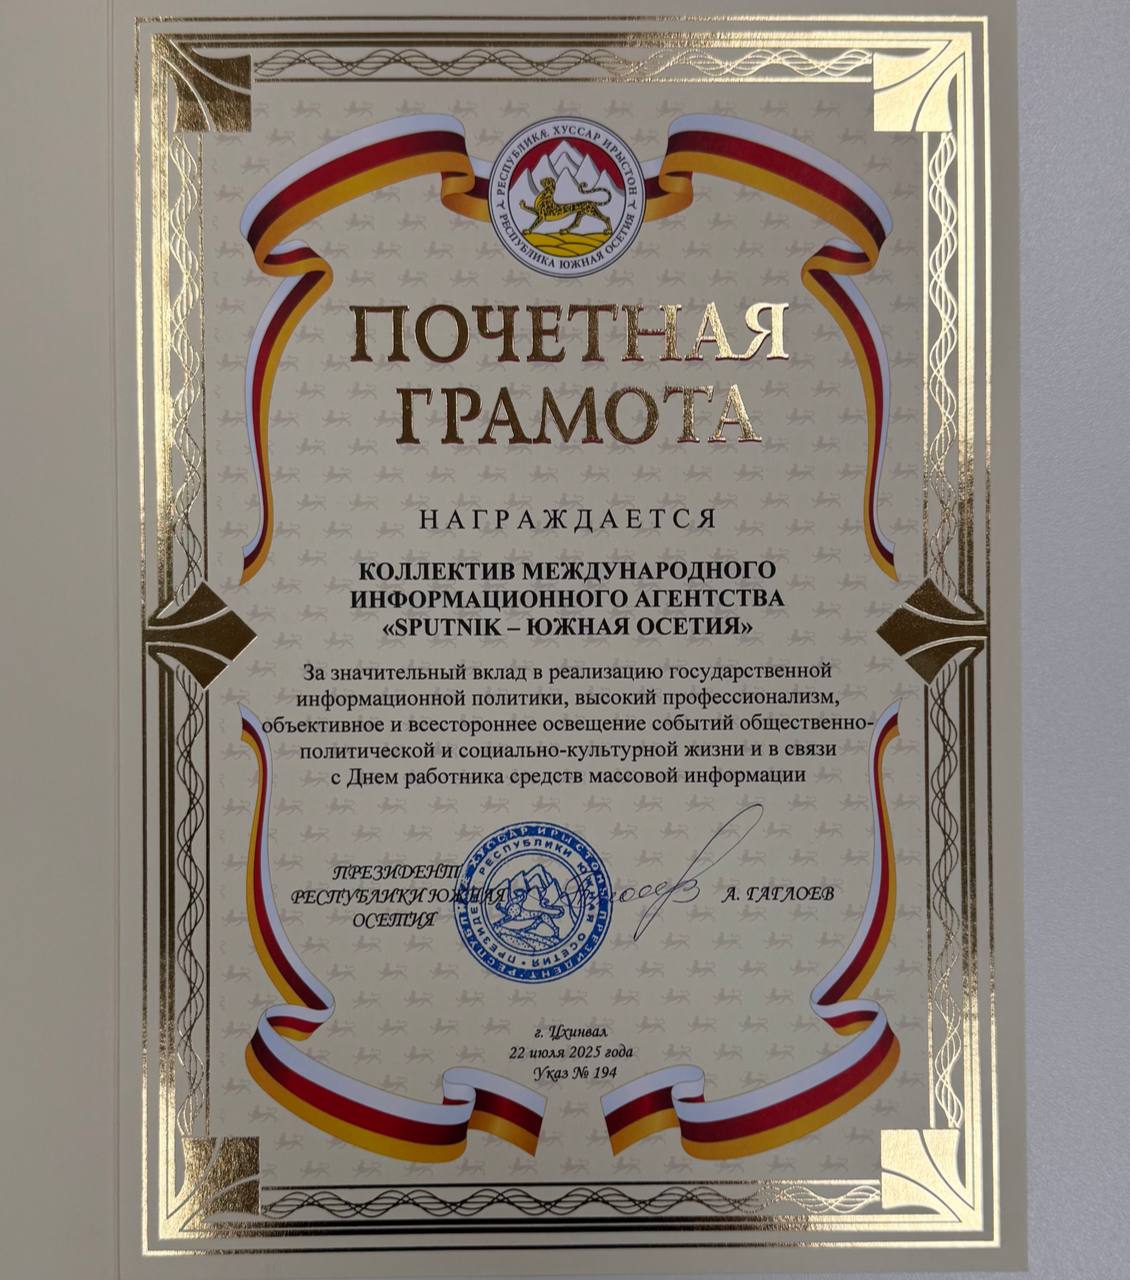 РЕСПУБЛИКӔ ХУССАР ИРЫСТОН
РЕСПУБЛИКА ЮЖНАЯ ОСЕТИЯ
ПОЧЕТНАЯ
ГРАМОТА
НАГРАЖДАЕТСЯ
КОЛЛЕКТИВ МЕЖДУНАРОДНОГО
ИНФОРМАЦИОННОГО АГЕНТСТВА
«SPUTNIK – ЮЖНАЯ ОСЕТИЯ»
За значительный вклад в реализацию государственной
информационной политики, высокий профессионализм,
объективное и всестороннее освещение событий общественно-
политической и социально-культурной жизни и в связи
с Днем работника средств массовой информации
ПРЕЗИДЕНТ
РЕСПУБЛИКИ ЮЖНАЯ
ОСЕТИЯ
А. ГАГЛОЕВ
г. Цхинвал
22 июля 2025 года
Указ № 194